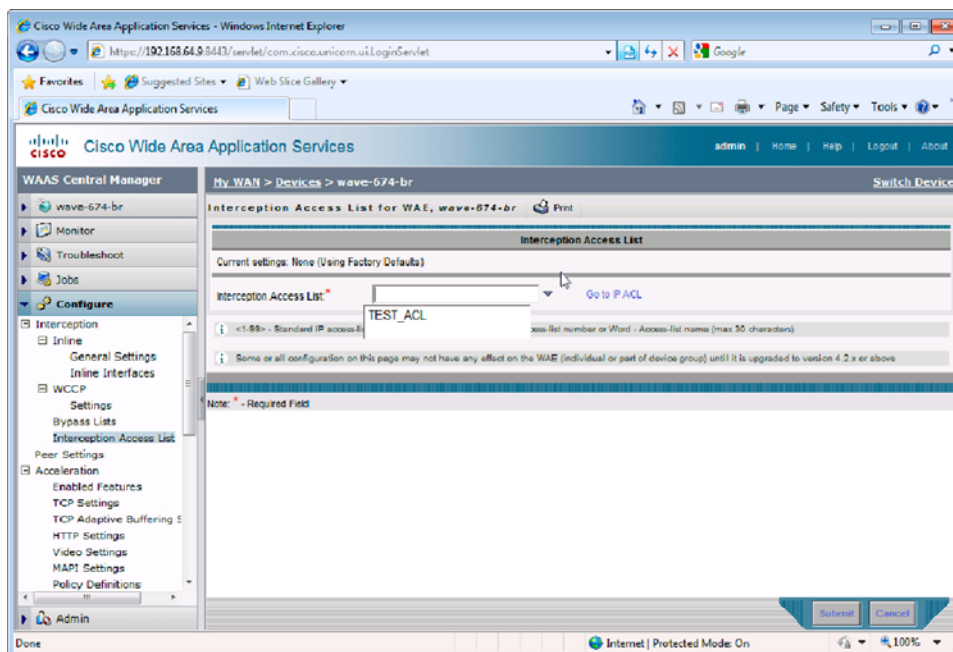 Cisco Wide Area Application Services - Windows Internet Explorer
https://192.168.64.9:8443/servlet/com.cisco.unicorn.ui.LoginServlet
Google
Favorites
Suggested Sites
Web Slice Gallery
Cisco Wide Area Application Services
Page
Safety
Tools
CISCO
Cisco Wide Area Application Services
admin | Home | Help | Logout | About
WAAS Central Manager
My WAN > Devices > wave-674-br
Switch Device
wave-674-br
Interception Access List for WAE, wave-674-br
Print
Monitor
Interception Access List
Troubleshoot
Current settings: None (Using Factory Defaults)
Jobs
Interception Access List:*
Go to IP ACL
Configure
TEST_ACL
Interception
<1-99> - Standard IP access-lis
ess-list number or Word - Access-list name (max 30 characters)
Inline
General Settings
Some or all configuration on this page may not have any effect on the WAE (individual or part of device group) until it is upgraded to version 4.2.x or above
Inline Interfaces
WCCP
Settings
Note: * - Required Field
Bypass Lists
Interception Access List
Peer Settings
Acceleration
Enabled Features
TCP Settings
TCP Adaptive Buffering S
HTTP Settings
Video Settings
MAPI Settings
Policy Definitions
Admin
Submit
Cancel
Done
Internet | Protected Mode: On
100%